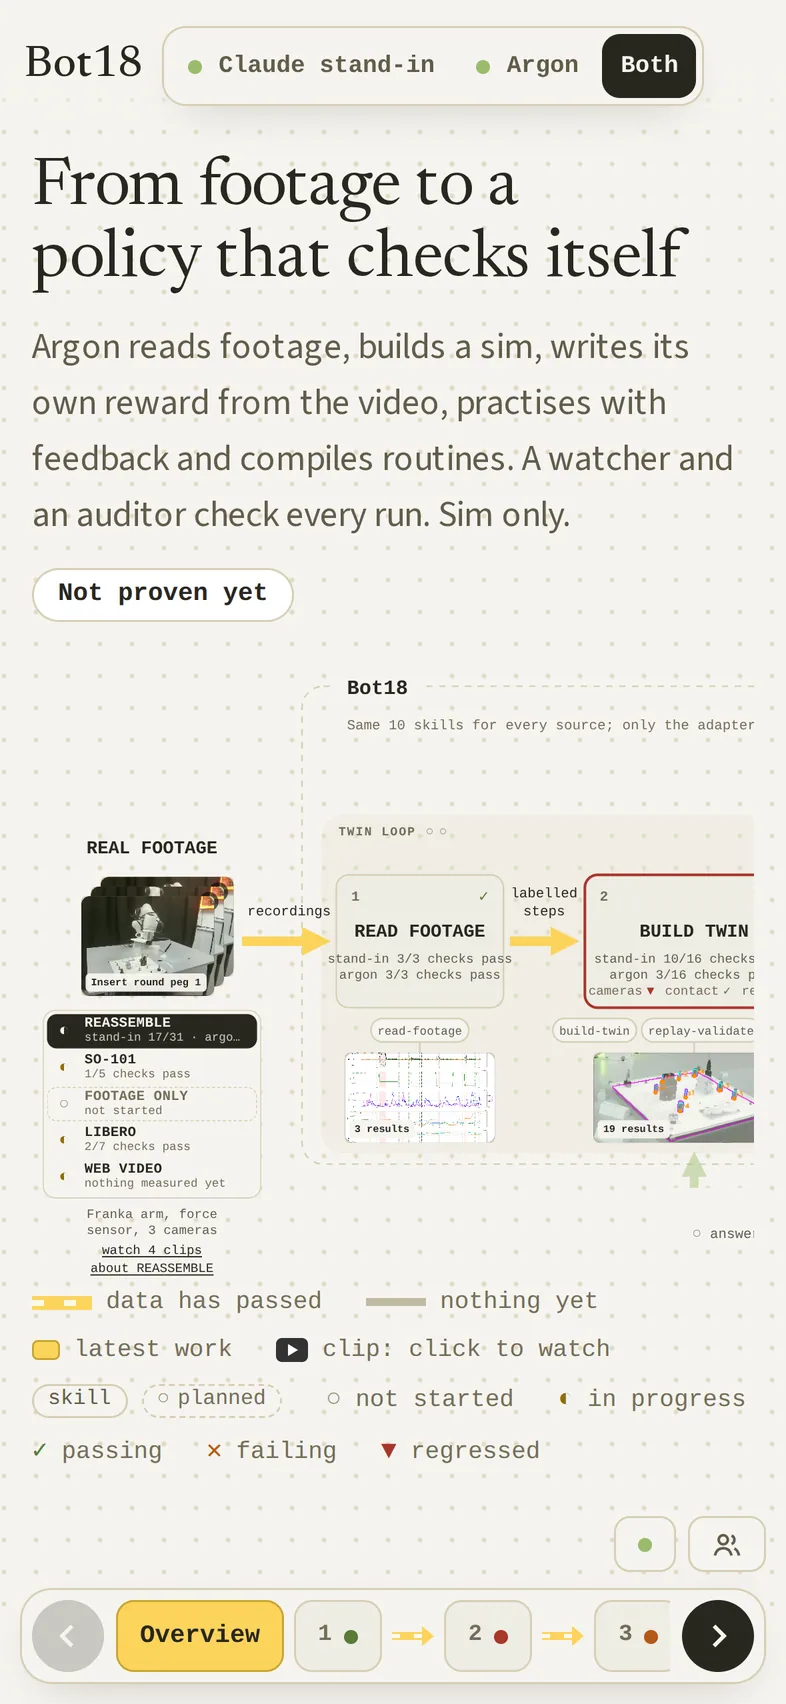 Bot18
Claude stand-in
Argon
Both
From footage to a
policy that checks itself
Argon reads footage, builds a sim, writes its
own reward from the video, practises with
feedback and compiles routines. A watcher and
an auditor check every run. Sim only.
Not proven yet
Bot18
Same 10 skills for every source; only the adapter
TWIN LOOP
REAL FOOTAGE
Insert round peg 1
recordings
1 ✓
READ FOOTAGE
stand-in 3/3 checks pass
argon 3/3 checks pass
labelled
steps
2
BUILD TWIN
stand-in 10/16 checks
argon 3/16 checks p
cameras▼ contact✓ re
read-footage
build-twin
replay-validate
3 results
19 results
REASSEMBLE
stand-in 17/31 · argo…
SO-101
1/5 checks pass
FOOTAGE ONLY
not started
LIBERO
2/7 checks pass
WEB VIDEO
nothing measured yet
Franka arm, force
sensor, 3 cameras
watch 4 clips
about REASSEMBLE
○ answer
data has passed
nothing yet
latest work
clip: click to watch
skill
○ planned
○ not started
in progress
✓ passing
✕ failing
▼ regressed
Overview
1
2
3